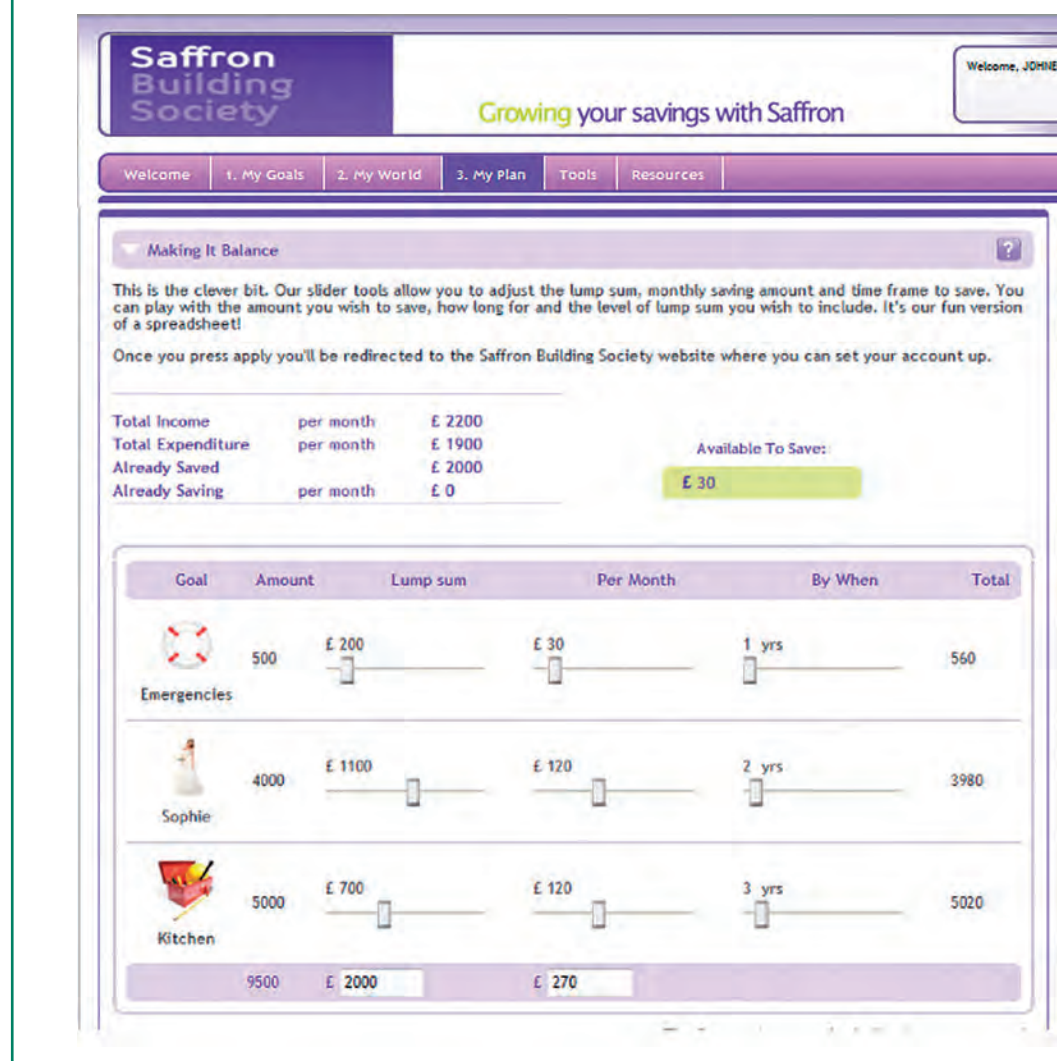 Saffron
Building
Society
Growing your savings with Saffron
Welcome, JOHNE
Welcome 1. My Goals 2. My World 3. My Plan Tools Resources
Making It Balance ?
This is the clever bit. Our slider tools allow you to adjust the lump sum, monthly saving amount and time frame to save. You
can play with the amount you wish to save, how long for and the level of lump sum you wish to include. It's our fun version
of a spreadsheet!
Once you press apply you'll be redirected to the Saffron Building Society website where you can set your account up.
Total Income per month £ 2200
Total Expenditure per month £ 1900
Already Saved £ 2000
Already Saving per month £ 0
Available To Save:
£ 30
Goal Amount Lump sum Per Month By When Total
Emergencies 500 £ 200 £ 30 1 yrs 560
Sophie 4000 £ 1100 £ 120 2 yrs 3980
Kitchen 5000 £ 700 £ 120 3 yrs 5020
9500 £ 2000 £ 270